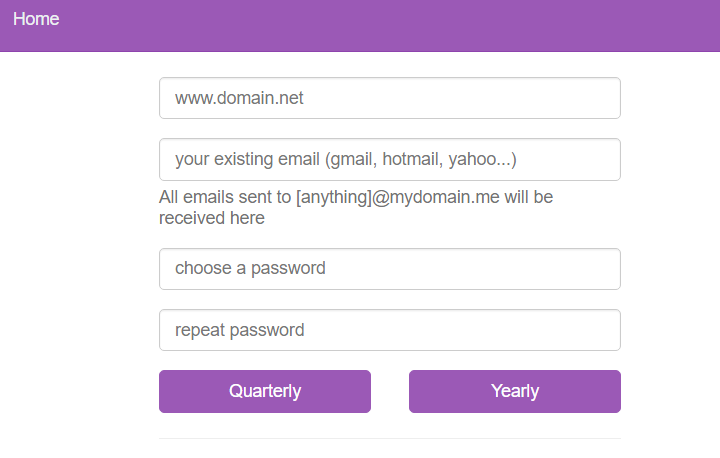 Home
www.domain.net
your existing email (gmail, hotmail, yahoo...)
All emails sent to [anything]@mydomain.me will be
received here
choose a password
repeat password
Quarterly
Yearly